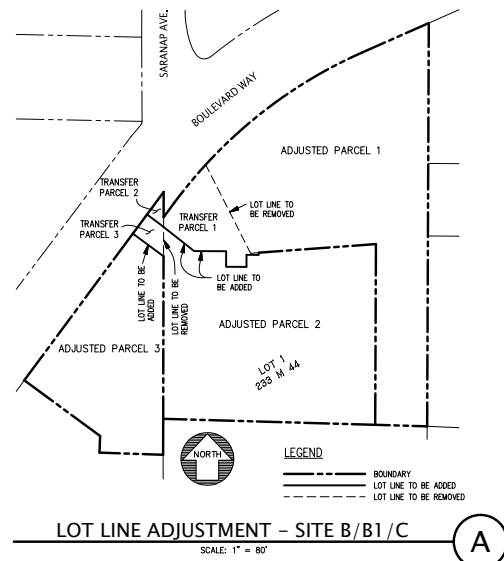 SARANAP AVE.
BOULEVARD WAY
ADJUSTED PARCEL 1
TRANSFER
PARCEL 2
LOT LINE TO
BE REMOVED
TRANSFER
PARCEL 3
TRANSFER
PARCEL 1
LOT LINE TO BE
ADDED
LOT LINE TO BE
REMOVED
LOT LINE TO
BE ADDED
ADJUSTED PARCEL 2
ADJUSTED PARCEL 3
LOT 1
233 M 44
NORTH
LEGEND
BOUNDARY
LOT LINE TO BE ADDED
LOT LINE TO BE REMOVED
LOT LINE ADJUSTMENT - SITE B/B1/C
SCALE: 1" = 80'
A